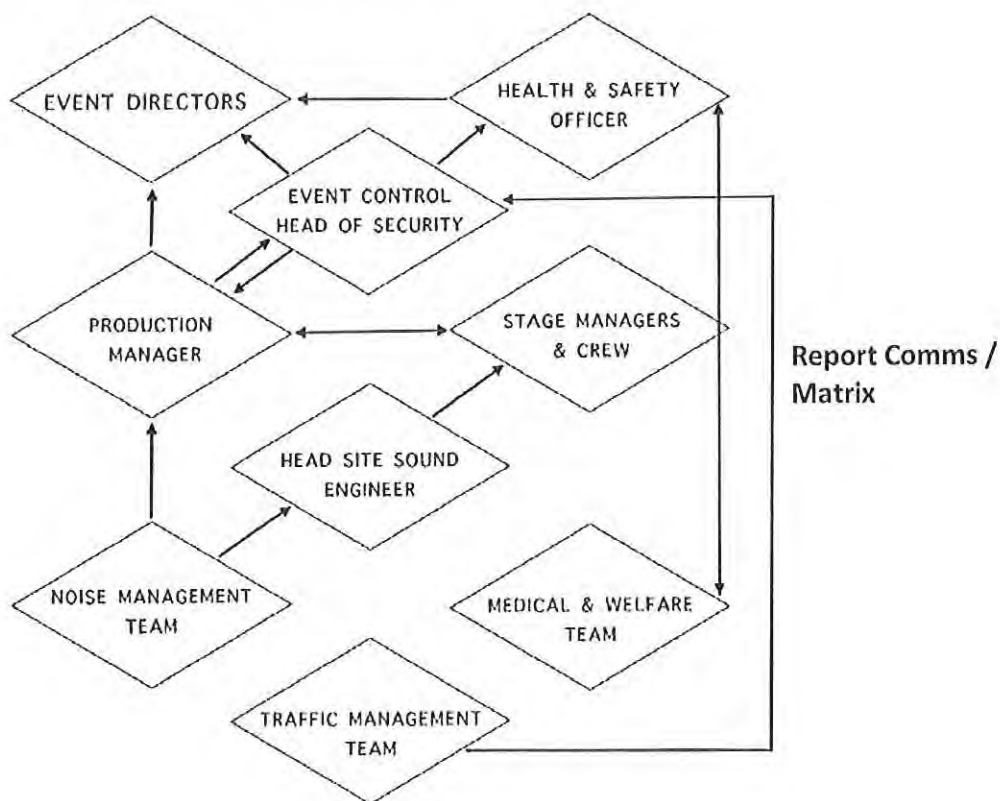 EVENT DIRECTORS
HEALTH & SAFETY
OFFICER
EVENT CONTROL
HEAD OF SECURITY
PRODUCTION
MANAGER
STAGE MANAGERS
& CREW
Report Comms /
Matrix
HEAD SITE SOUND
ENGINEER
NOISE MANAGEMENT
TEAM
MEDICAL & WELFARE
TEAM
TRAFFIC MANAGEMENT
TEAM